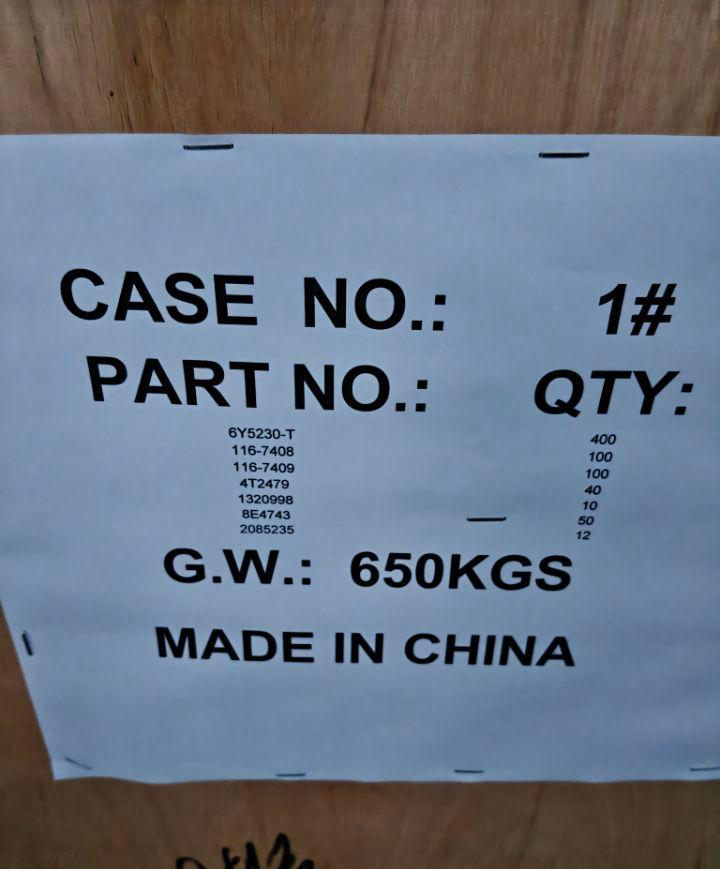 CASE NO.: 1#
PART NO.: QTY:
6Y5230-T 400
116-7408 100
116-7409 100
4T2479 40
1320998 10
8E4743 50
2085235 12
G.W.: 650KGS
MADE IN CHINA